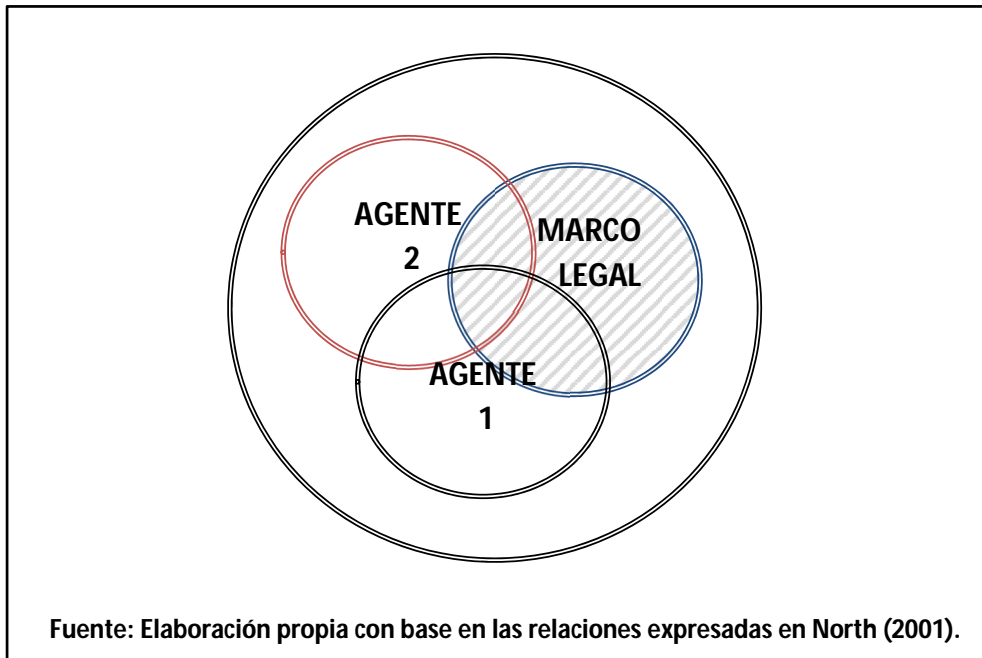 AGENTE
2
MARCO
LEGAL
AGENTE
1
Fuente: Elaboración propia con base en las relaciones expresadas en North (2001).